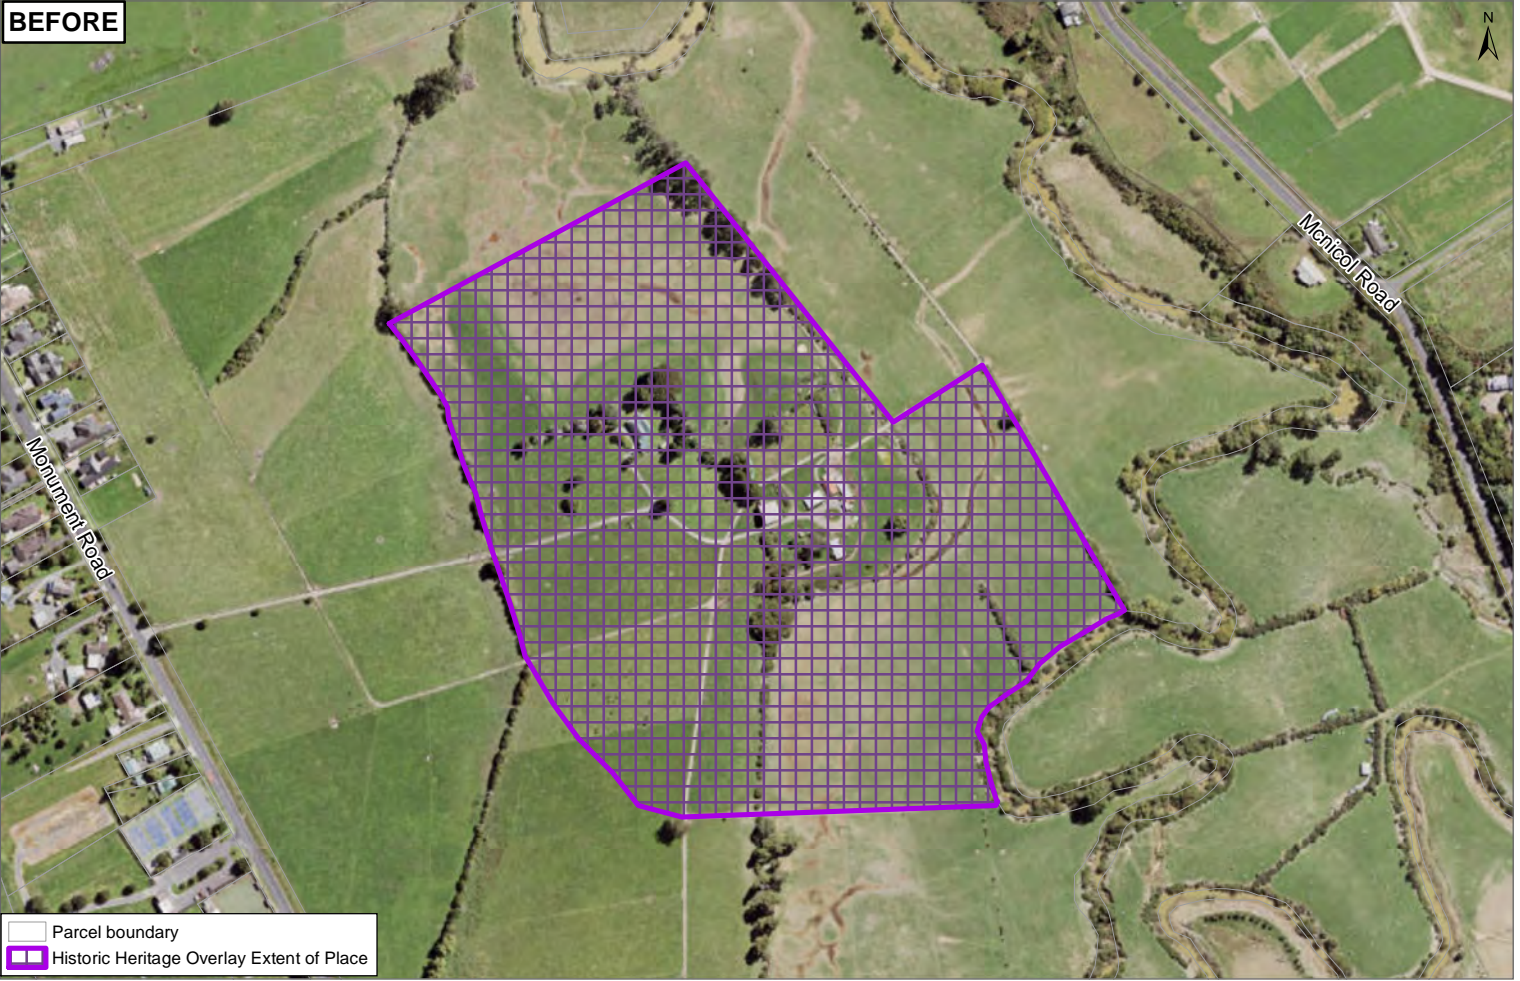 BEFORE
N
Mcnicol Road
Monument Road
Parcel boundary
Historic Heritage Overlay Extent of Place